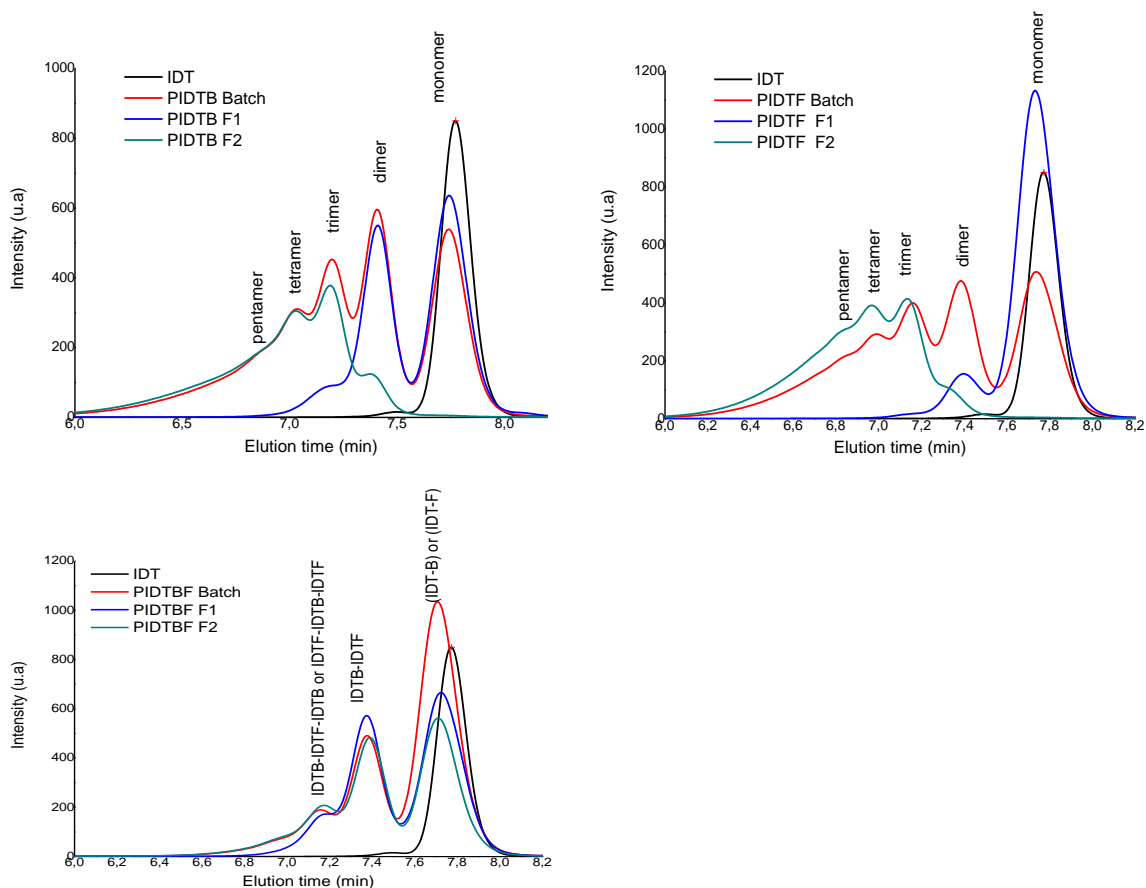 monomer
dimer
trimer
tetramer
pentamer
IDT
PIDTB Batch
PIDTB F1
PIDTB F2
Intensity (u.a)
1000
800
600
400
200
0
6,0 6,5 7,0 7,5 8,0
Elution time (min)
monomer
dimer
trimer
tetramer
pentamer
IDT
PIDTF Batch
PIDTF F1
PIDTF F2
Intensity (u.a)
1200
1000
800
600
400
200
0
6,0 6,2 6,4 6,6 6,8 7,0 7,2 7,4 7,6 7,8 8,0 8,2
Elution time (min)
(IDT-B) or (IDT-F)
IDTB-IDTF
IDTB-IDTF-IDTB or IDTF-IDTB-IDTF
IDT
PIDTBF Batch
PIDTBF F1
PIDTBF F2
Intensity (u.a)
1200
1000
800
600
400
200
0
6,0 6,2 6,4 6,6 6,8 7,0 7,2 7,4 7,6 7,8 8,0 8,2
Elution time (min)